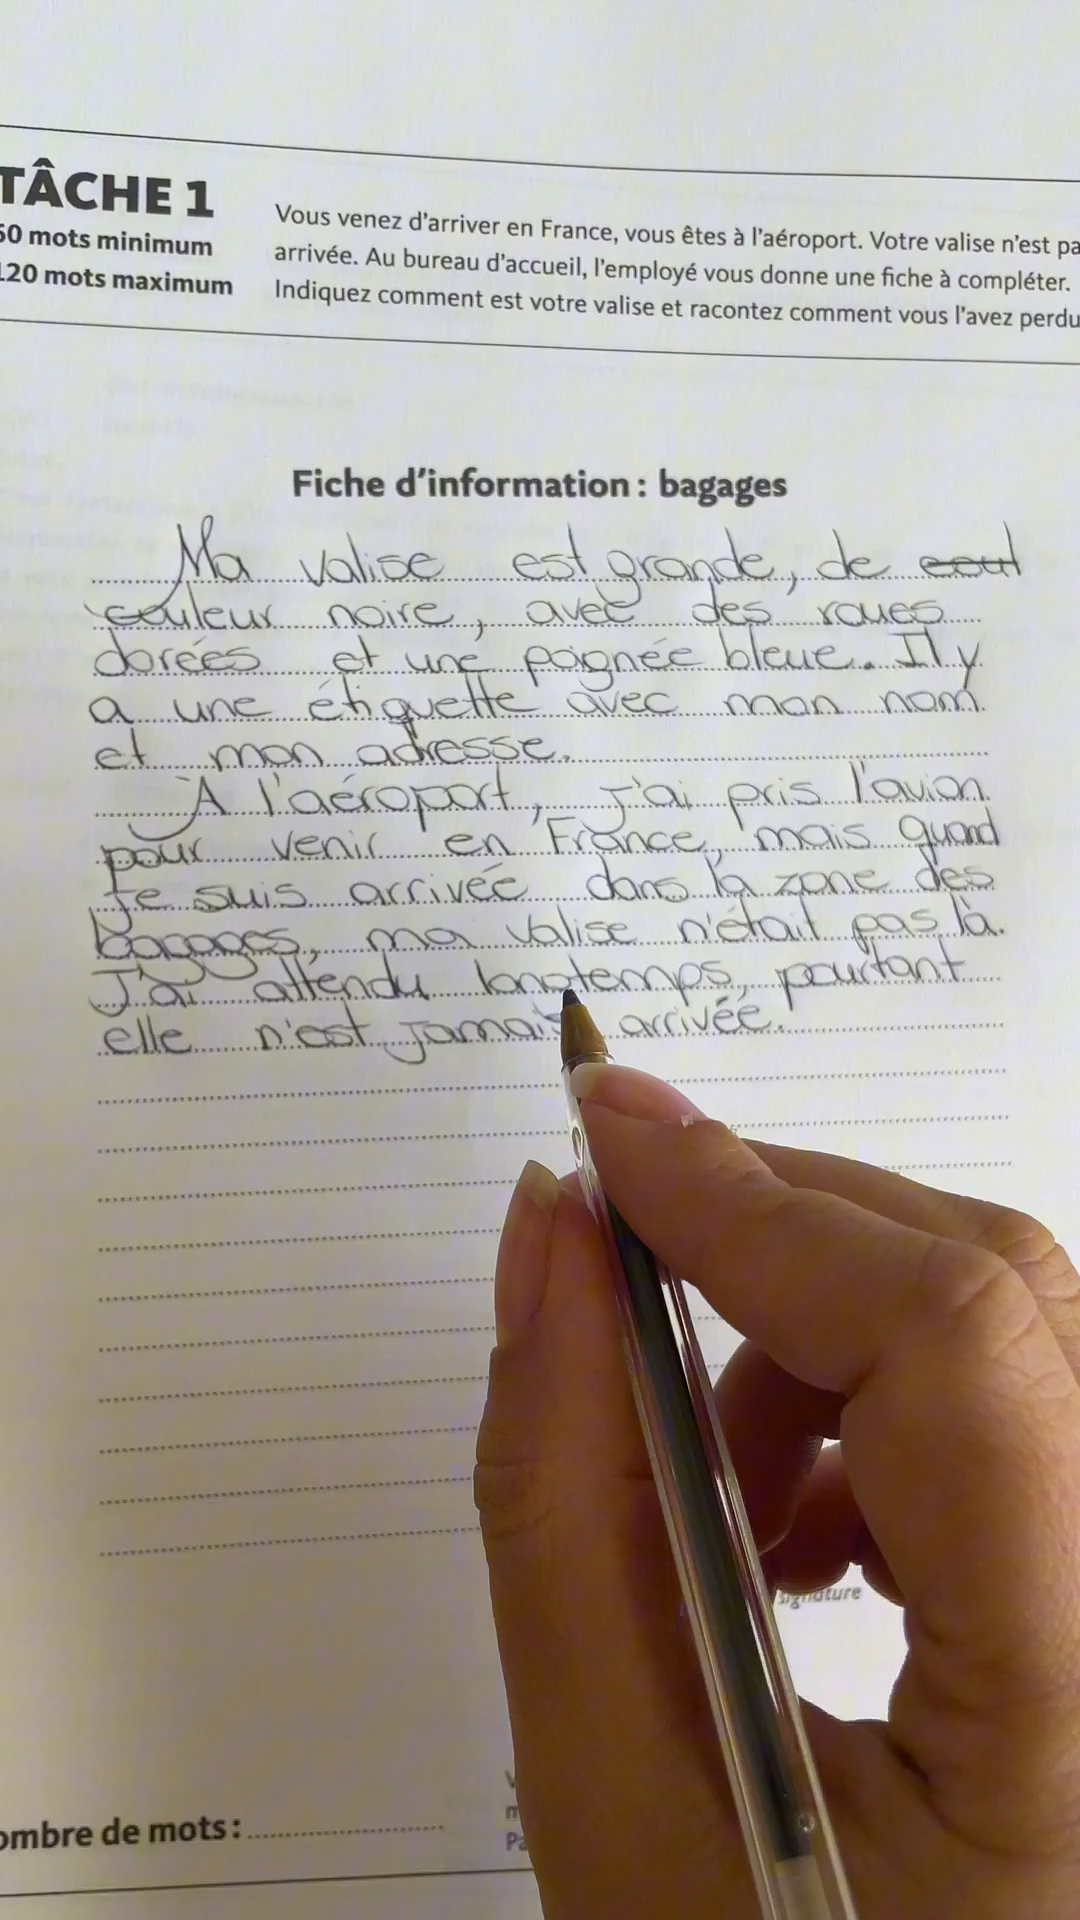 TÂCHE 1
60 mots minimum
120 mots maximum
Vous venez d'arriver en France, vous êtes à l'aéroport. Votre valise n'est pa
arrivée. Au bureau d'accueil, l'employé vous donne une fiche à compléter.
Indiquez comment est votre valise et racontez comment vous l'avez perdu
Fiche d'information : bagages
Ma valise est grande, de coul
couleur noire, avec des roues
dorées et une poignée bleue. Il y
a une étiquette avec mon nom
et mon adresse.
À l'aéroport, j'ai pris l'avion
pour venir en France, mais quand
je suis arrivée dans la zone des
bagages, ma valise n'était pas là.
J'ai attendu longtemps, pourtant
elle n'est jamais arrivée.
signature
ombre de mots :